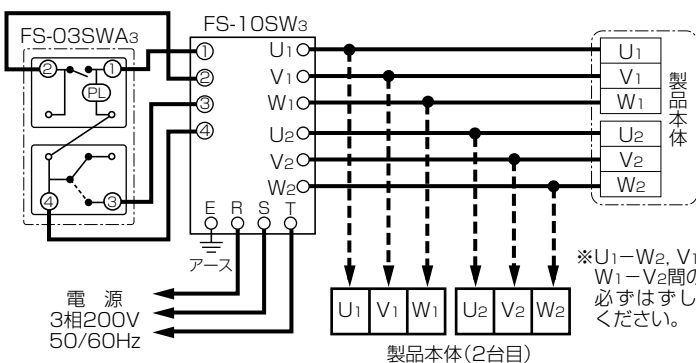 FS-10SW3
FS-03SWA3
② ①
PL
④ ③
①
②
③
④
U1
V1
W1
U2
V2
W2
E R S T
アース
U1
V1
W1
U2
V2
W2
製品本体
電 源
3相200V
50/60Hz
U1 V1 W1 U2 V2 W2
製品本体(2台目)
※U1－W2, V1
W1－V2間の
必ずはずし
ください。